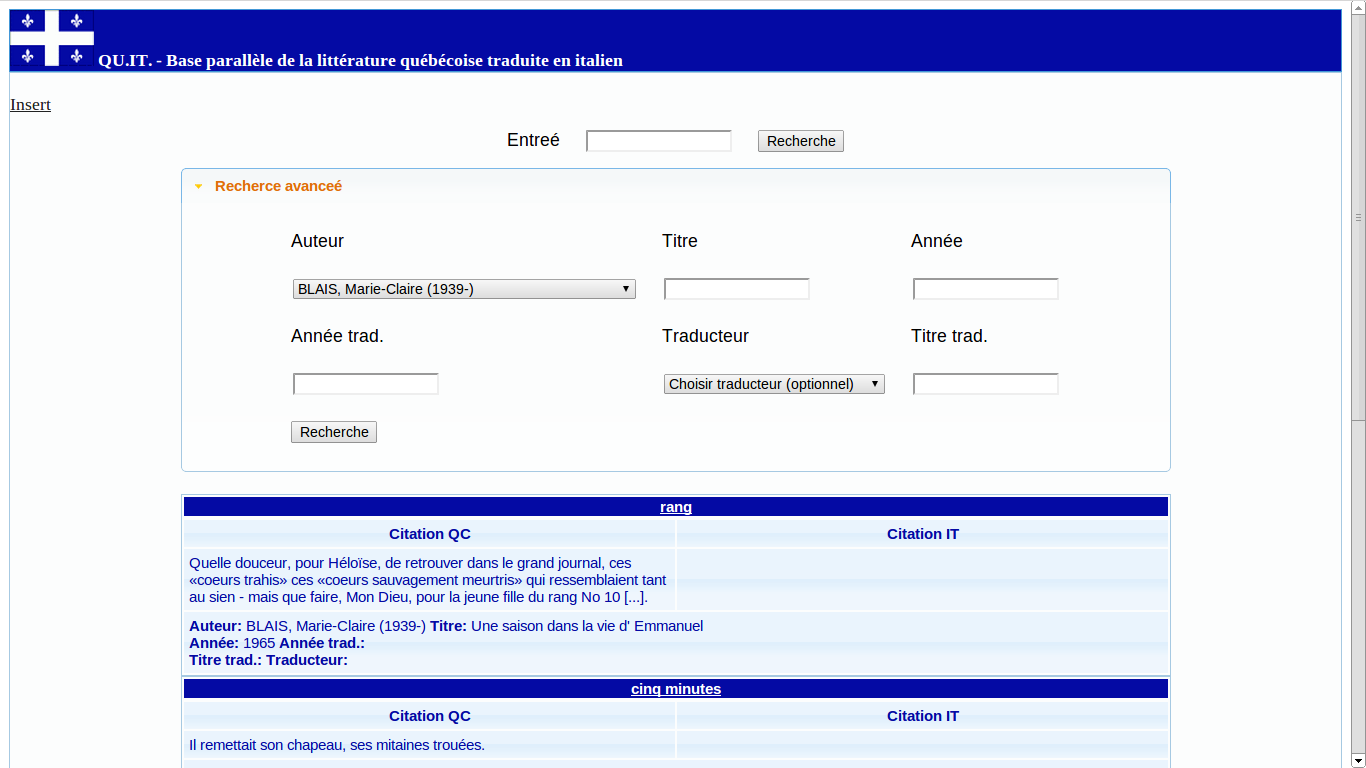 QU.IT. - Base parallèle de la littérature québécoise traduite en italien
Insert
Entreé Recherche
Recherce avanceé
Auteur Titre Année
BLAIS, Marie-Claire (1939-)
Année trad. Traducteur Titre trad.
Choisir traducteur (optionnel)
Recherche
rang
Citation QC Citation IT
Quelle douceur, pour Héloïse, de retrouver dans le grand journal, ces
«coeurs trahis» ces «coeurs sauvagement meurtris» qui ressemblaient tant
au sien - mais que faire, Mon Dieu, pour la jeune fille du rang No 10 [...].
Auteur: BLAIS, Marie-Claire (1939-) Titre: Une saison dans la vie d' Emmanuel
Année: 1965 Année trad.:
Titre trad.: Traducteur:
cinq minutes
Citation QC Citation IT
Il remettait son chapeau, ses mitaines trouées.